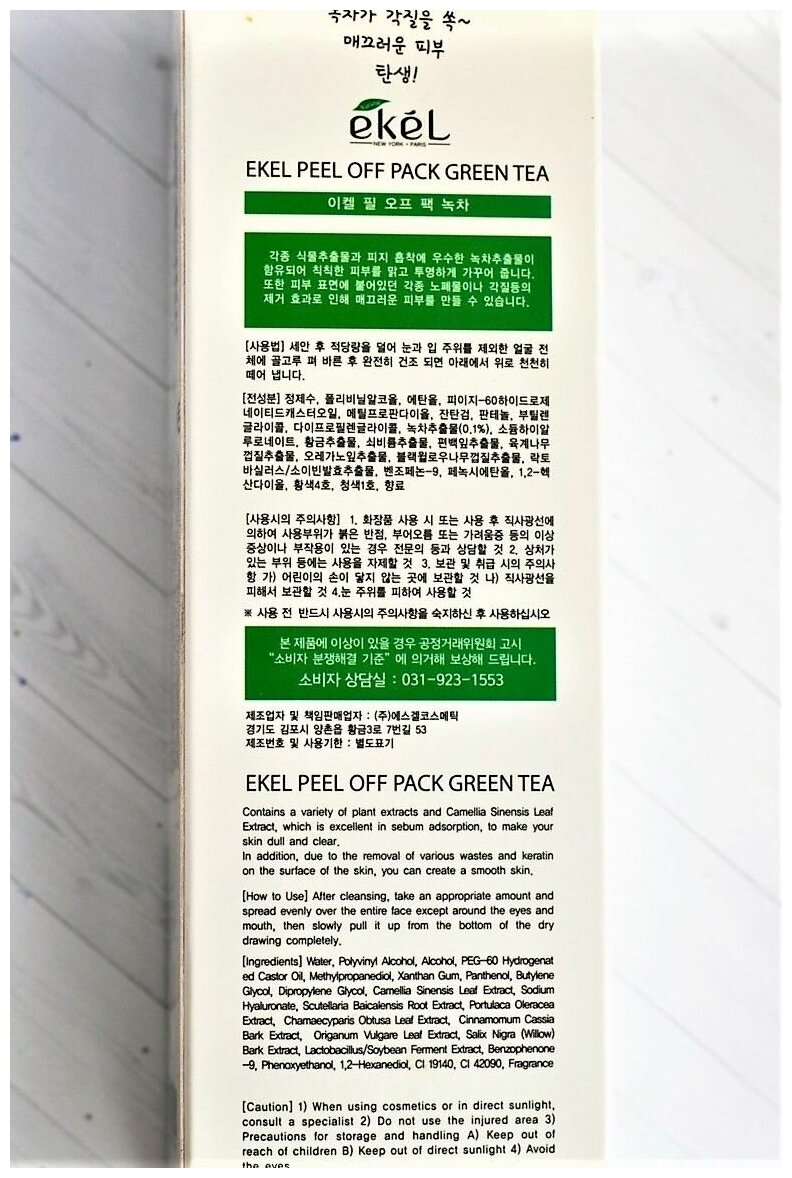 녹차가 각질을 쏙~
매끄러운 피부
탄생!
Natural
ekeL
NEW YORK - PARIS
EKEL PEEL OFF PACK GREEN TEA
이켈 필 오프 팩 녹차
각종 식물추출물과 피지 흡착에 우수한 녹차추출물이
함유되어 칙칙한 피부를 맑고 투명하게 가꾸어 줍니다.
또한 피부 표면에 붙어있던 각종 노폐물이나 각질등의
제거 효과로 인해 매끄러운 피부를 만들 수 있습니다.
[사용법] 세안 후 적당량을 덜어 눈과 입 주위를 제외한 얼굴 전
체에 골고루 펴 바른 후 완전히 건조 되면 아래에서 위로 천천히
떼어 냅니다.
[전성분] 정제수, 폴리비닐알코올, 에탄올, 피이지-60하이드로제
네이티드캐스터오일, 메틸프로판다이올, 잔탄검, 판테놀, 부틸렌
글라이콜, 다이프로필렌글라이콜, 녹차추출물(0.1%), 소듐하이알
루로네이트, 황금추출물, 쇠비름추출물, 편백잎추출물, 육계나무
껍질추출물, 오레가노잎추출물, 블랙윌로우나무껍질추출물, 락토
바실러스/소이빈발효추출물, 벤조페논-9, 페녹시에탄올, 1,2-헥
산다이올, 황색4호, 청색1호, 향료
[사용시의 주의사항] 1. 화장품 사용 시 또는 사용 후 직사광선에
의하여 사용부위가 붉은 반점, 부어오름 또는 가려움증 등의 이상
증상이나 부작용이 있는 경우 전문의 등과 상담할 것 2. 상처가
있는 부위 등에는 사용을 자제할 것 3. 보관 및 취급 시의 주의사
항 가) 어린이의 손이 닿지 않는 곳에 보관할 것 나) 직사광선을
피해서 보관할 것 4.눈 주위를 피하여 사용할 것
※ 사용 전 반드시 사용시의 주의사항을 숙지하신 후 사용하십시오
본 제품에 이상이 있을 경우 공정거래위원회 고시
“소비자 분쟁해결 기준” 에 의거해 보상해 드립니다.
소비자 상담실 : 031-923-1553
제조업자 및 책임판매업자 : (주)에스겔코스메틱
경기도 김포시 양촌읍 황금3로 7번길 53
제조번호 및 사용기한 : 별도표기
EKEL PEEL OFF PACK GREEN TEA
Contains a variety of plant extracts and Camellia Sinensis Leaf
Extract, which is excellent in sebum adsorption, to make your
skin dull and clear.
In addition, due to the removal of various wastes and keratin
on the surface of the skin, you can create a smooth skin.
[How to Use] After cleansing, take an appropriate amount and
spread evenly over the entire face except around the eyes and
mouth, then slowly pull it up from the bottom of the dry
drawing completely.
[Ingredients] Water, Polyvinyl Alcohol, Alcohol, PEG-60 Hydrogenat
ed Castor Oil, Methylpropanediol, Xanthan Gum, Panthenol, Butylene
Glycol, Dipropylene Glycol, Camellia Sinensis Leaf Extract, Sodium
Hyaluronate, Scutellaria Baicalensis Root Extract, Portulaca Oleracea
Extract, Chamaecyparis Obtusa Leaf Extract, Cinnamomum Cassia
Bark Extract, Origanum Vulgare Leaf Extract, Salix Nigra (Willow)
Bark Extract, Lactobacillus/Soybean Ferment Extract, Benzophenone
-9, Phenoxyethanol, 1,2-Hexanediol, CI 19140, CI 42090, Fragrance
[Caution] 1) When using cosmetics or in direct sunlight,
consult a specialist 2) Do not use the injured area 3)
Precautions for storage and handling A) Keep out of
reach of children B) Keep out of direct sunlight 4) Avoid
the eyes